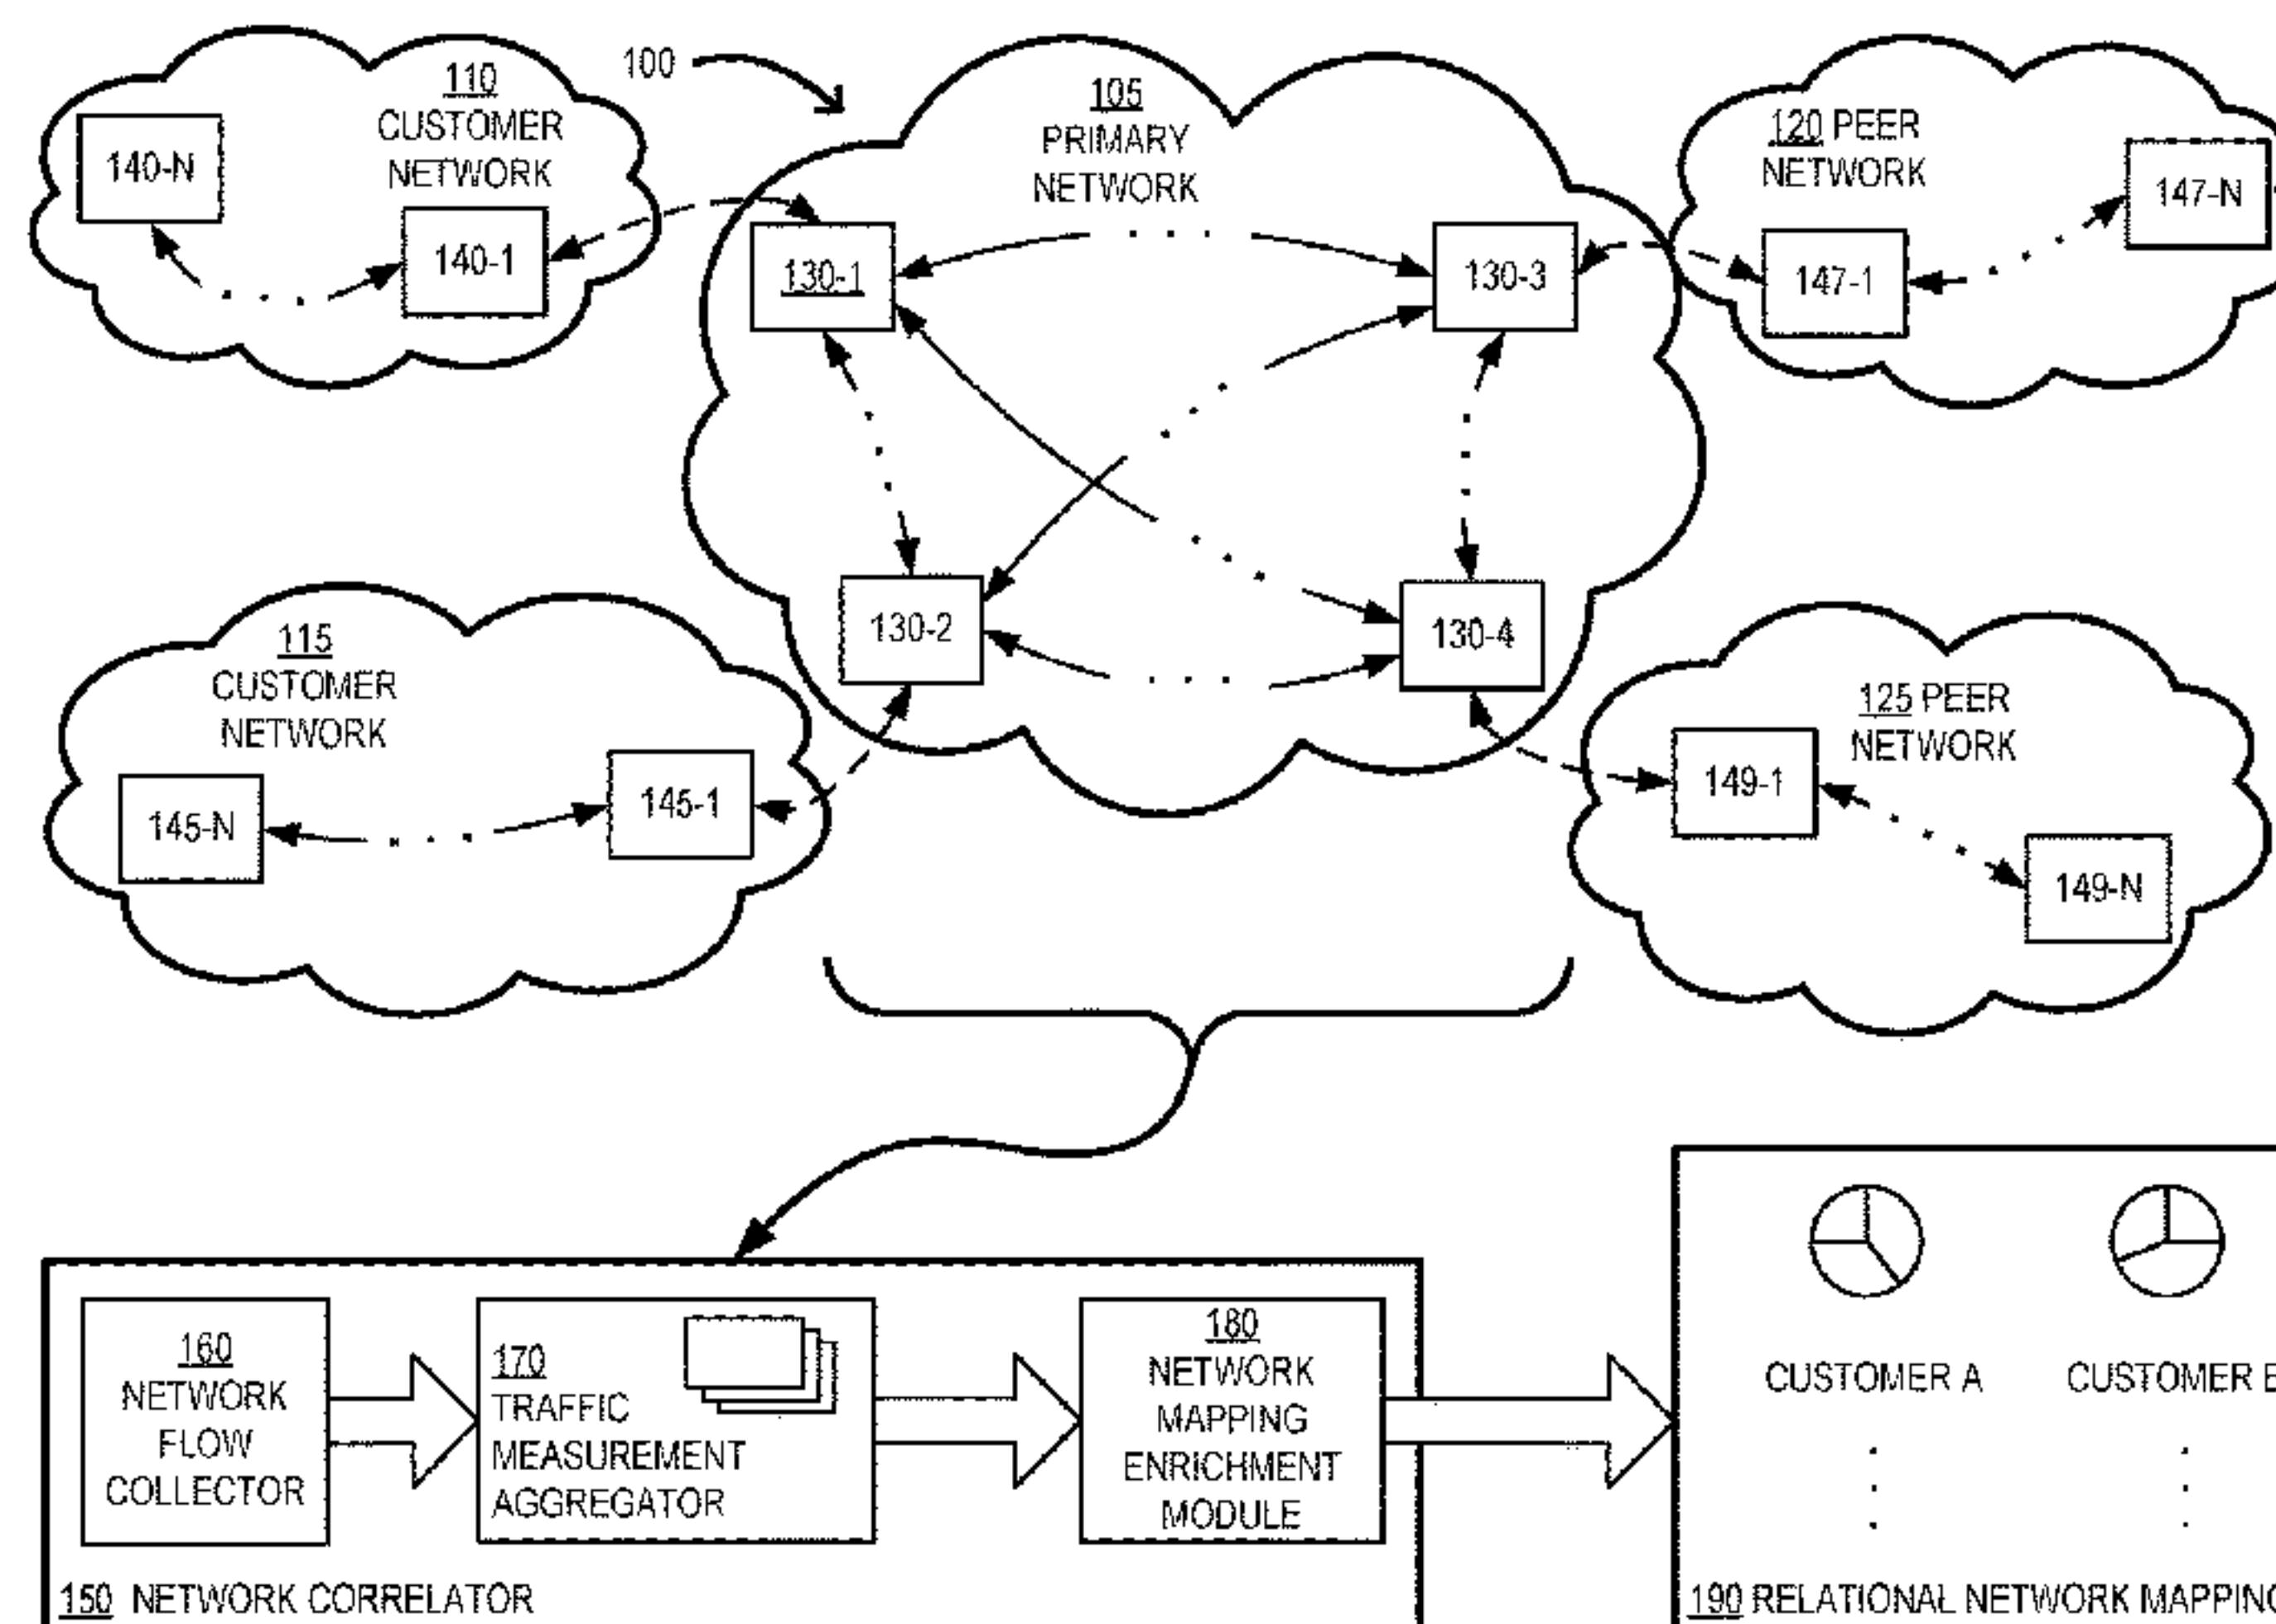 110
CUSTOMER
NETWORK
140-N
140-1
100
105
PRIMARY
NETWORK
130-1
130-3
130-2
130-4
120 PEER
NETWORK
147-N
147-1
115
CUSTOMER
NETWORK
145-N
145-1
125 PEER
NETWORK
149-1
149-N
160
NETWORK
FLOW
COLLECTOR
170
TRAFFIC
MEASUREMENT
AGGREGATOR
180
NETWORK
MAPPING
ENRICHMENT
MODULE
150 NETWORK CORRELATOR
CUSTOMER A
CUSTOMER B
190 RELATIONAL NETWORK MAPPING